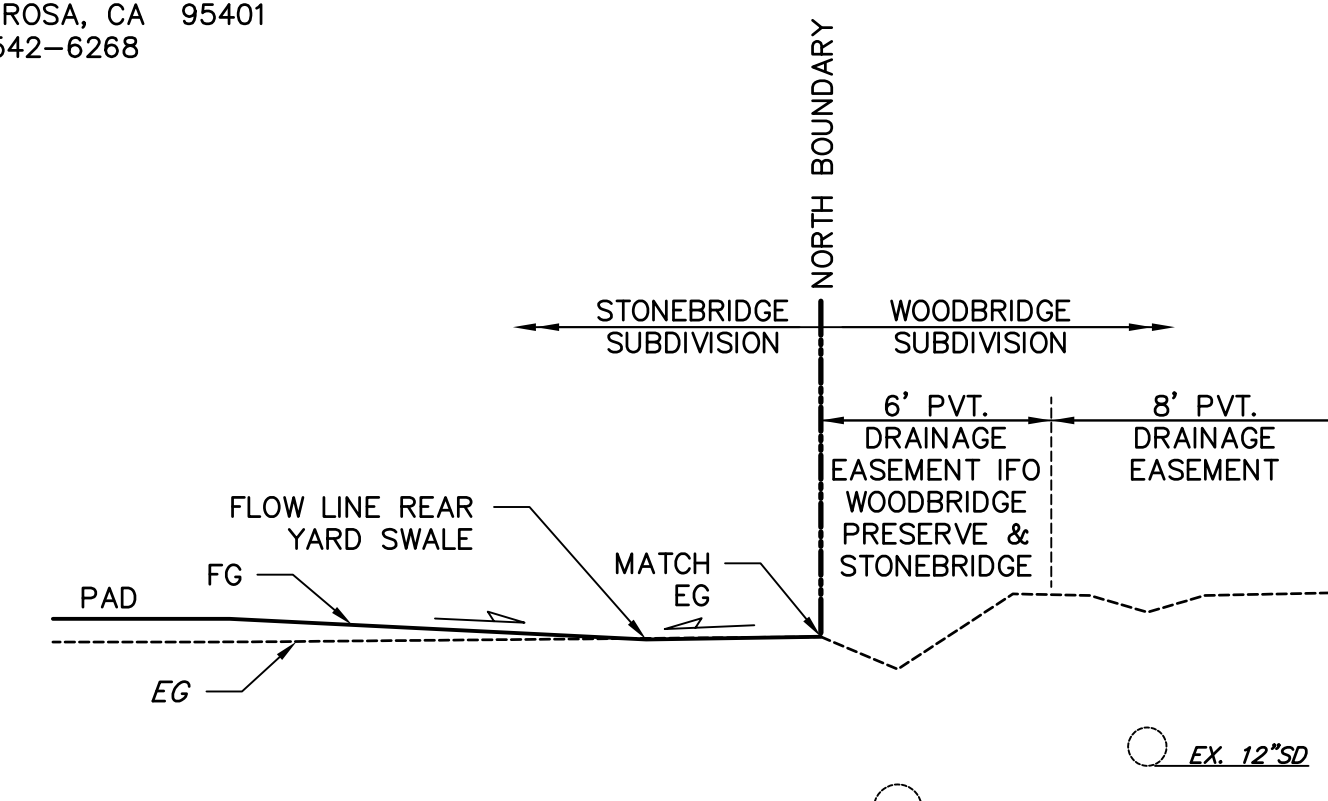 ROSA, CA 95401
542-6268
NORTH BOUNDARY
STONEBRIDGE
SUBDIVISION
WOODBRIDGE
SUBDIVISION
6' PVT.
DRAINAGE
EASEMENT IFO
WOODBRIDGE
PRESERVE &
STONEBRIDGE
8' PVT.
DRAINAGE
EASEMENT
FLOW LINE REAR
YARD SWALE
MATCH
EG
FG
PAD
EG
EX. 12"SD